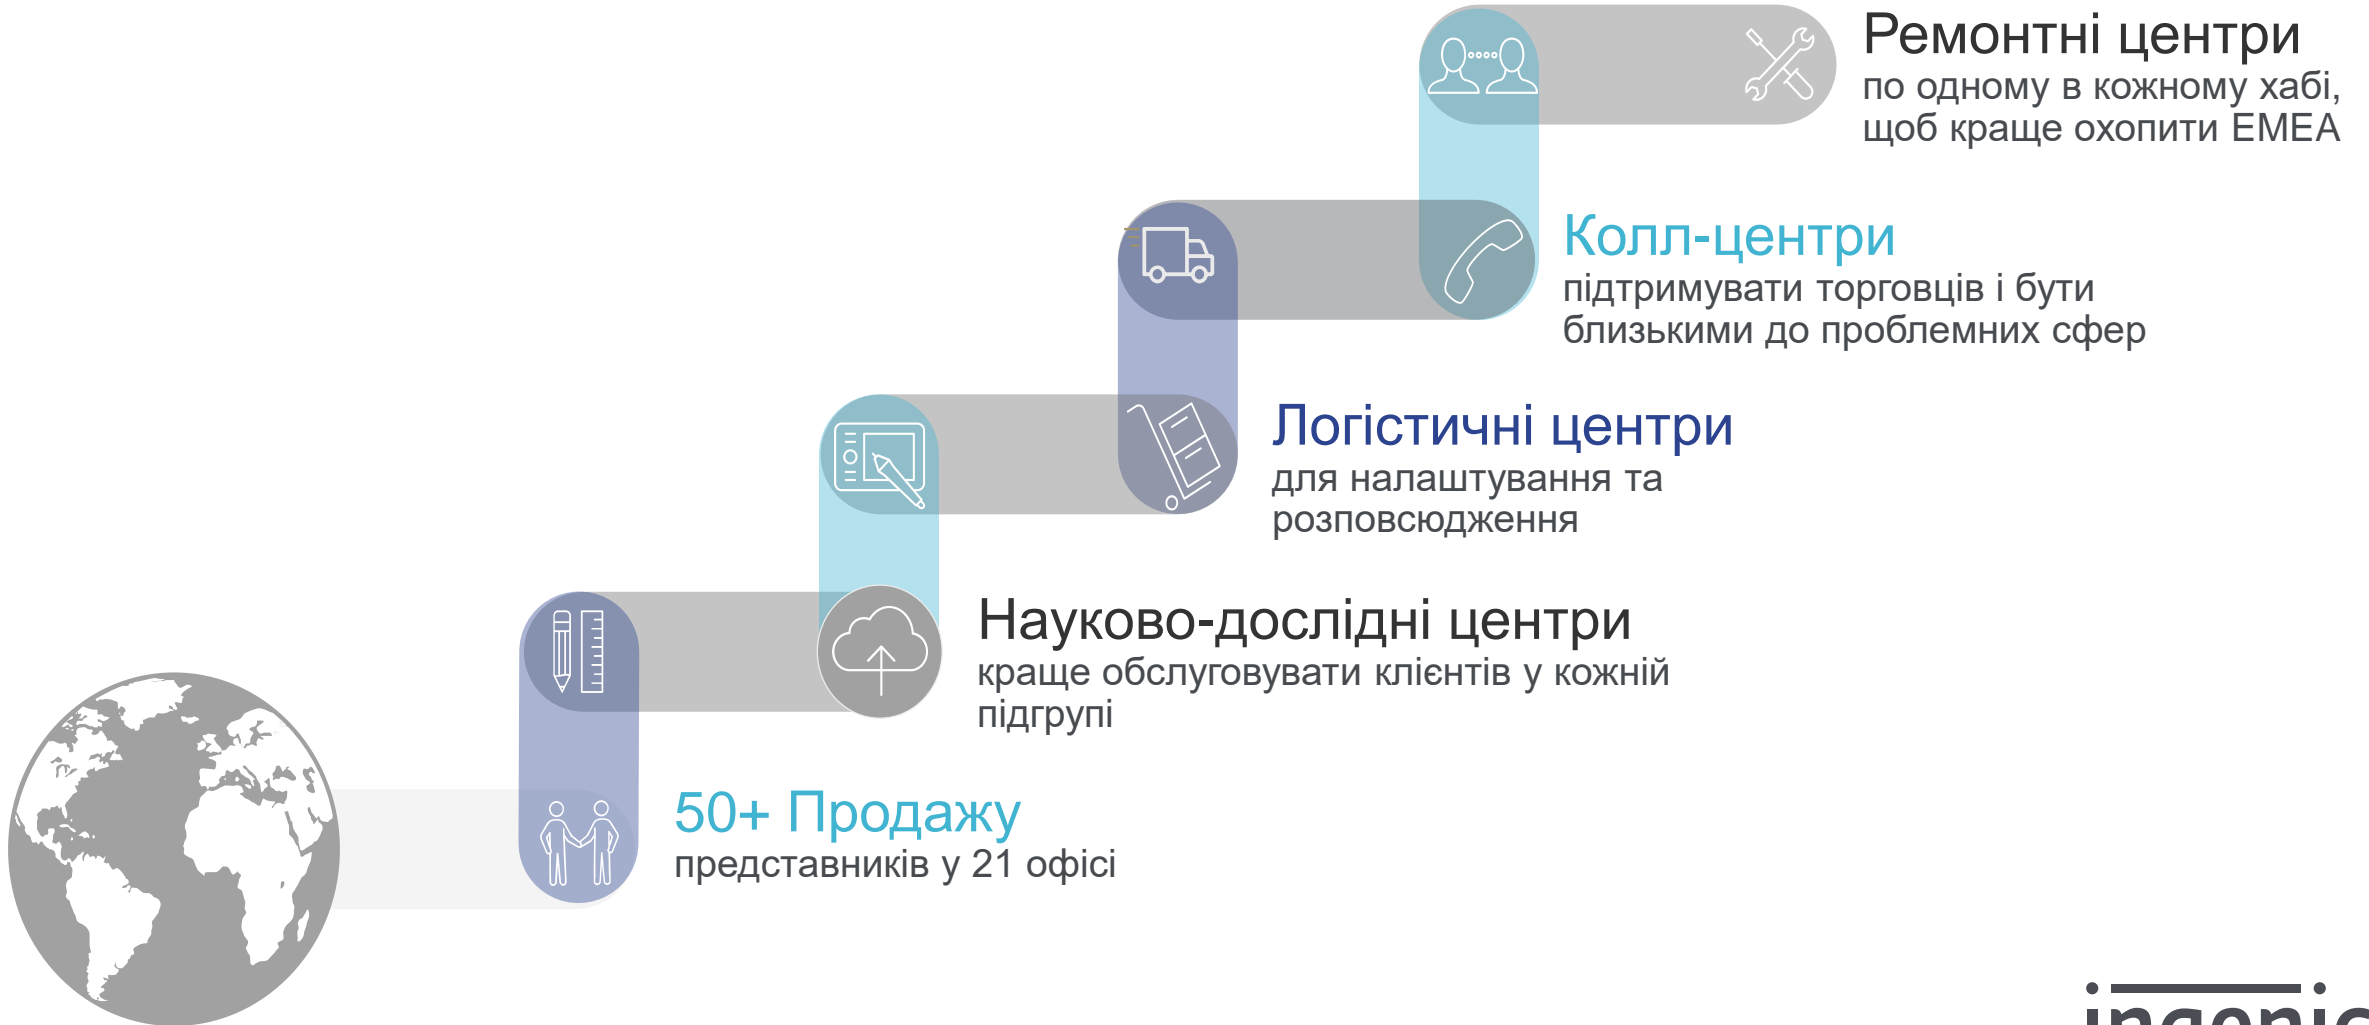 Ремонтні центри
по одному в кожному хабі,
щоб краще охопити EMEA
Колл-центри
підтримувати торговців і бути
близькими до проблемних сфер
Логістичні центри
для налаштування та
розповсюдження
Науково-дослідні центри
краще обслуговувати клієнтів у кожній
підгрупі
50+ Продажу
представників у 21 офісі